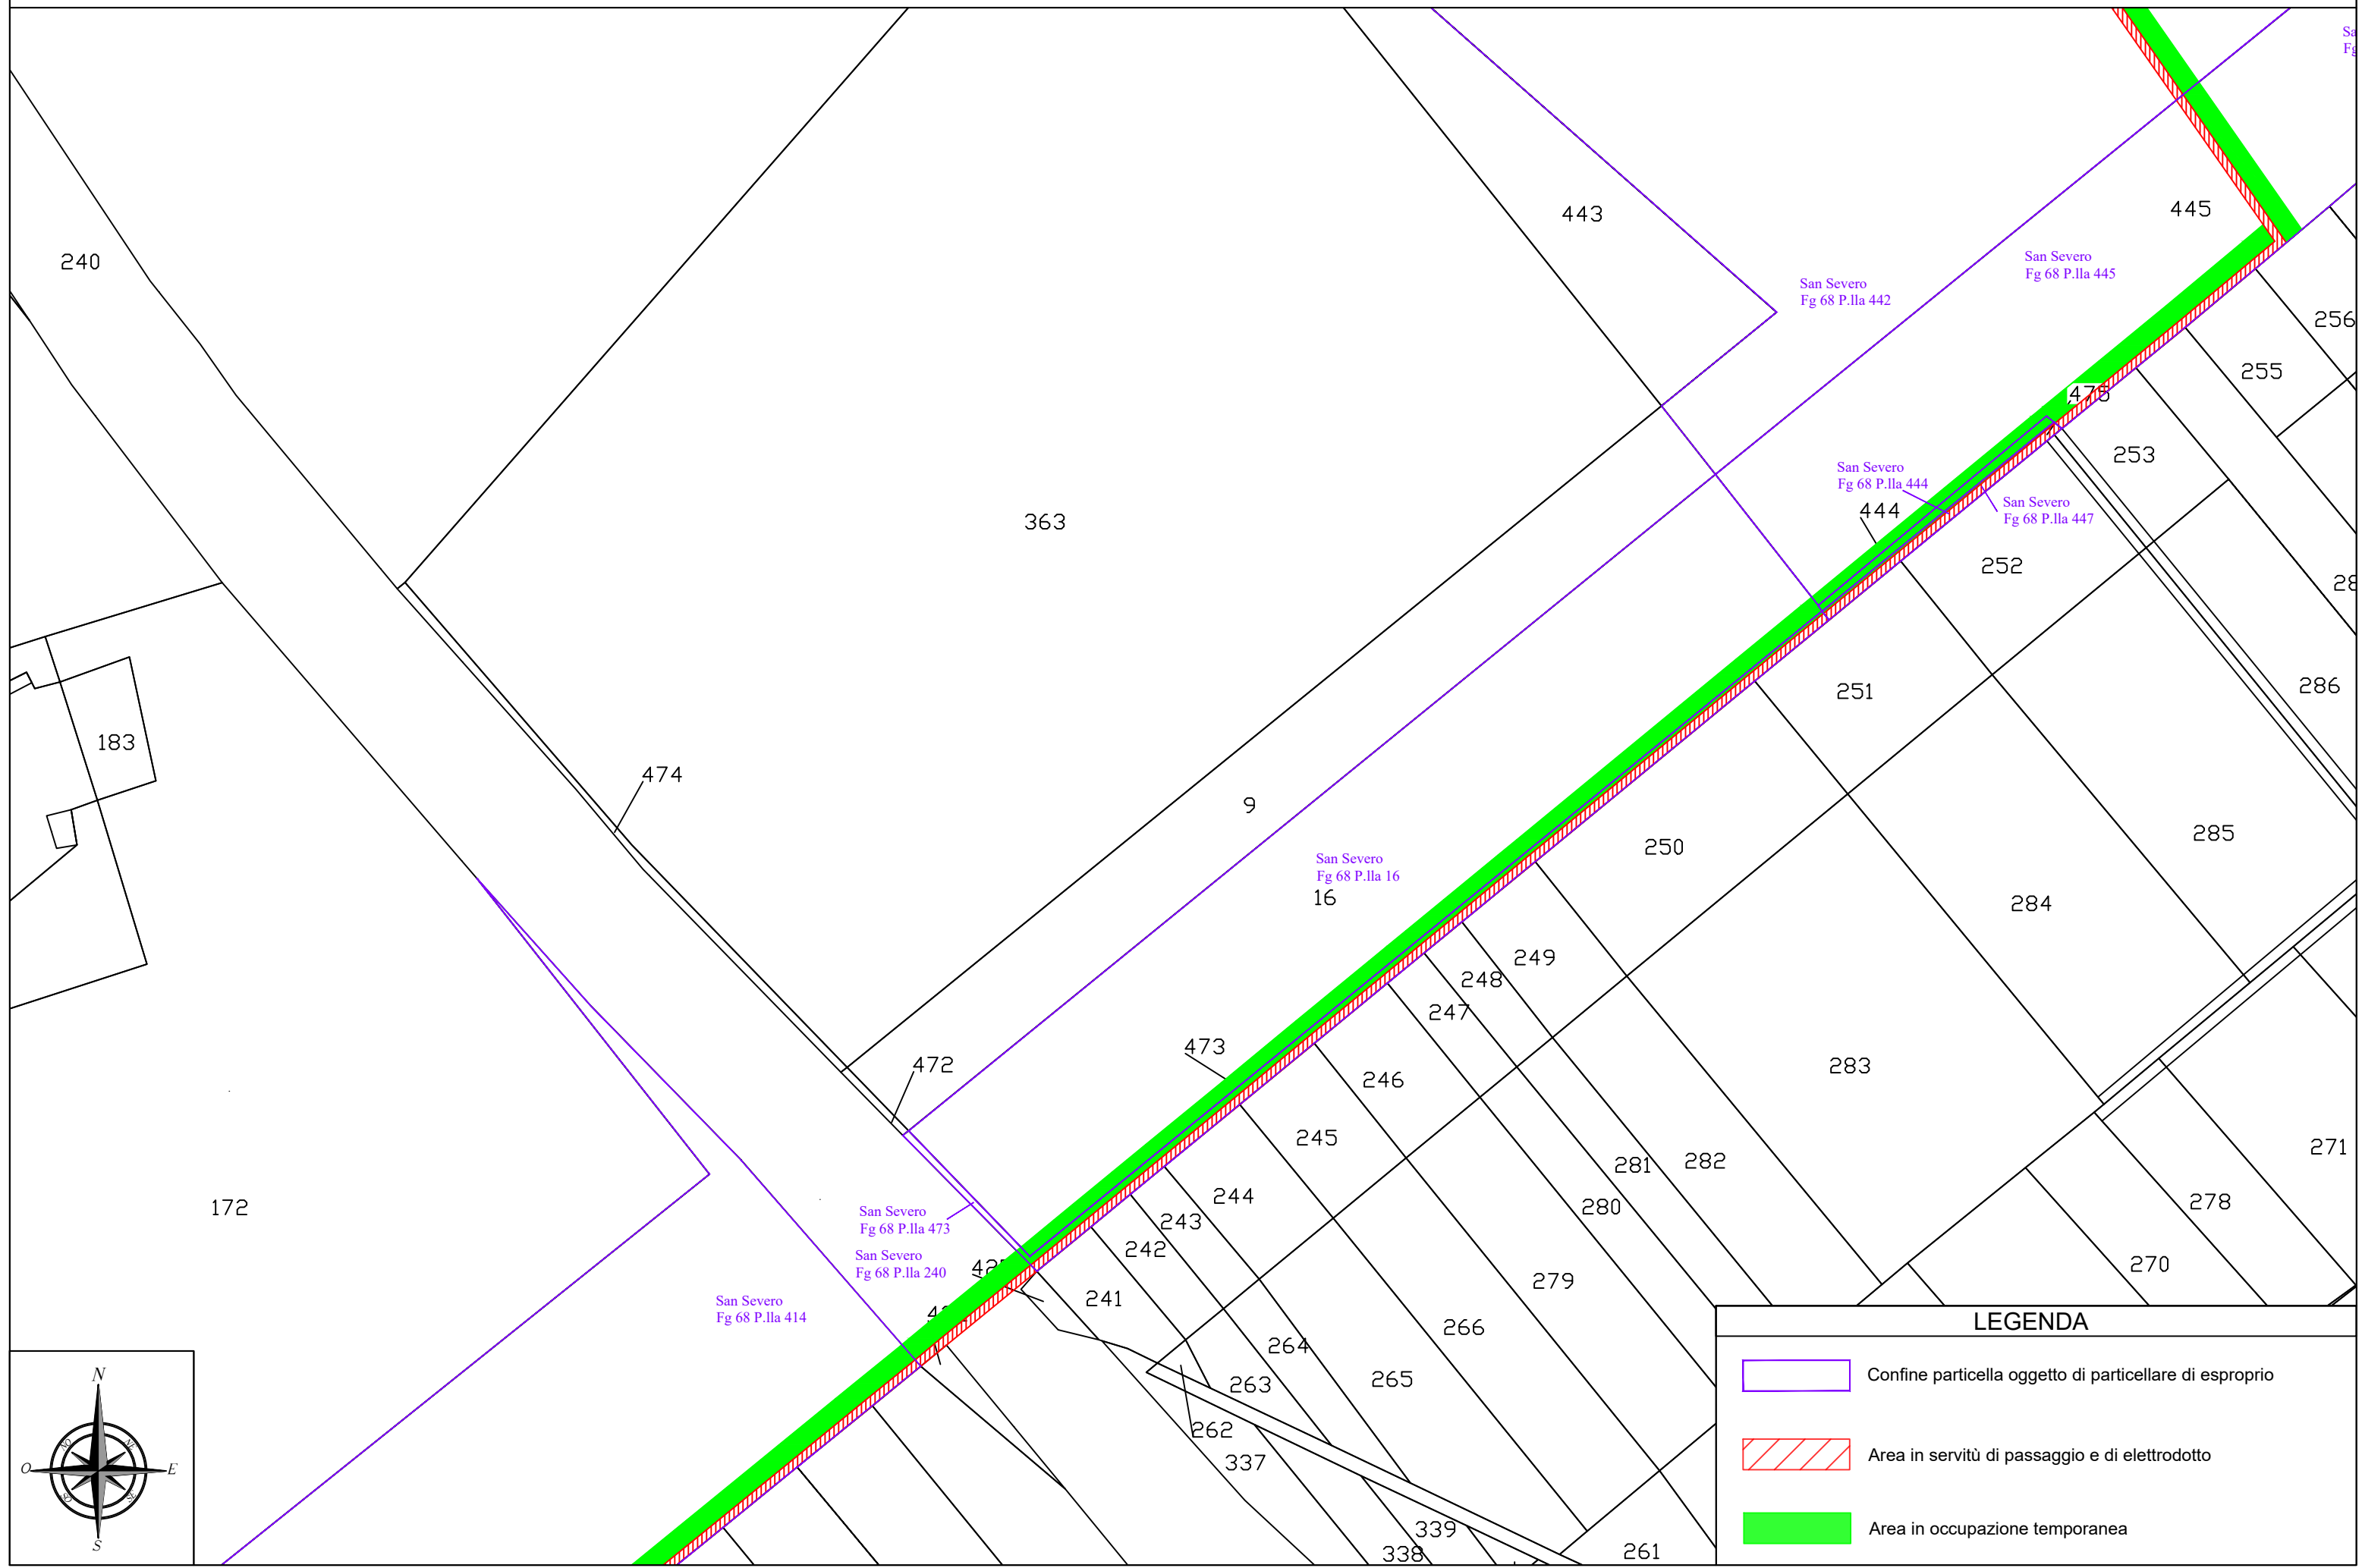 240
443
445
San Severo
Fg 68 P.lla 445
San Severo
Fg 68 P.lla 442
256
255
253
San Severo
Fg 68 P.lla 444
San Severo
Fg 68 P.lla 447
444
363
252
286
251
183
474
9
285
250
San Severo
Fg 68 P.lla 16
16
284
249
248
247
473
472
246
283
245
271
281
282
244
278
280
172
San Severo
Fg 68 P.lla 473
243
242
San Severo
Fg 68 P.lla 240
270
279
241
San Severo
Fg 68 P.lla 414
266
264
265
263
262
337
339
338
261
N
NO
NE
O
E
SO
SE
S
LEGENDA
Confine particella oggetto di particellare di esproprio
Area in servitù di passaggio e di elettrodotto
Area in occupazione temporanea